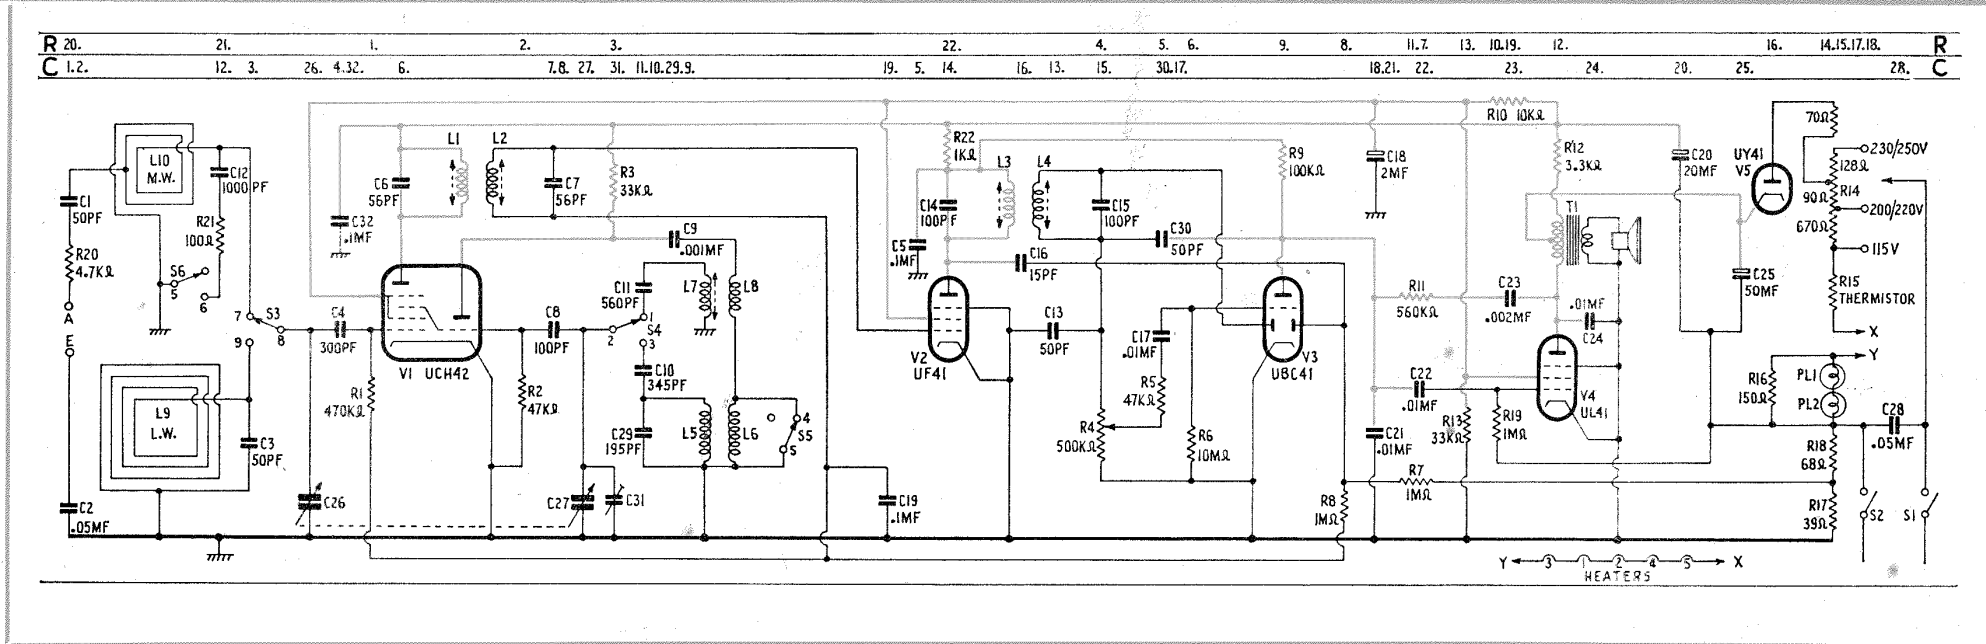 R 20. 21. 1. 2. 3. 22. 4. 5. 6. 9. 8. 11.7. 13. 10.19. 12. 16. 14.15.17.18. R
C 1.2. 12. 3. 26. 4.32. 6. 7.8. 27. 31. 11.10.29.9. 19. 5. 14. 16. 13. 15. 30.17. 18.21. 22. 23. 24. 20. 25. 28. C
L10
M.W.
C12
1000PF
C1
50PF
R20
4.7KΩ
A
E
R21
100Ω
S6
5
6
7
S3
8
9
L9
L.W.
C3
50PF
C2
.05MF
C32
.1MF
C4
300PF
C26
R1
470KΩ
C6
56PF
L1
L2
C7
56PF
R3
33KΩ
V1 UCH42
R2
47KΩ
C8
100PF
C27
C31
C9
.001MF
C11
560PF
L7
L8
1
S4
2
3
C10
345PF
C29
195PF
L5
L6
4
S5
S
C19
.1MF
R22
1KΩ
C14
100PF
C5
.1MF
L3
L4
C15
100PF
C16
15PF
C30
50PF
V2
UF41
C13
50PF
C17
.01MF
R5
47KΩ
R4
500KΩ
R6
10MΩ
R9
100KΩ
V3
UBC41
R8
1MΩ
C18
2MF
R11
560KΩ
C22
.01MF
C21
.01MF
R7
1MΩ
R13
33KΩ
R10 10KΩ
R12
3.3KΩ
C23
.002MF
T1
.01MF
C24
V4
UL41
R19
1MΩ
C20
20MF
UY41
V5
C25
50MF
70Ω
230/250V
128Ω
R14
90Ω
200/220V
670Ω
115V
R15
THERMISTOR
X
Y
R16
150Ω
PL1
PL2
C28
.05MF
R18
68Ω
R17
39Ω
S2
S1
Y 3 1 2 4 5 X
HEATERS